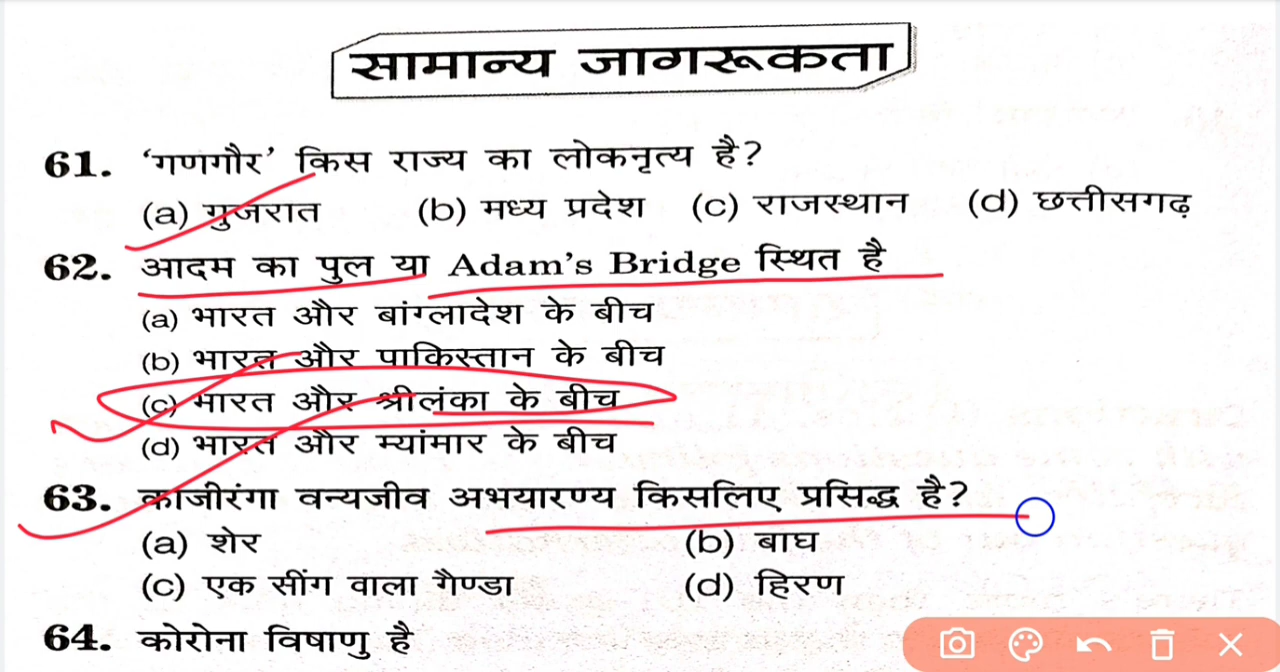 सामान्य जागरूकता
61. ‘गणगौर’ किस राज्य का लोकनृत्य है?
(a) गुजरात (b) मध्य प्रदेश (c) राजस्थान (d) छत्तीसगढ़
62. आदम का पुल या Adam's Bridge स्थित है
(a) भारत और बांग्लादेश के बीच
(b) भारत और पाकिस्तान के बीच
(c) भारत और श्रीलंका के बीच
(d) भारत और म्यांमार के बीच
63. काजीरंगा वन्यजीव अभयारण्य किसलिए प्रसिद्ध है?
(a) शेर (b) बाघ
(c) एक सींग वाला गैण्डा (d) हिरण
64. कोरोना विषाणु है